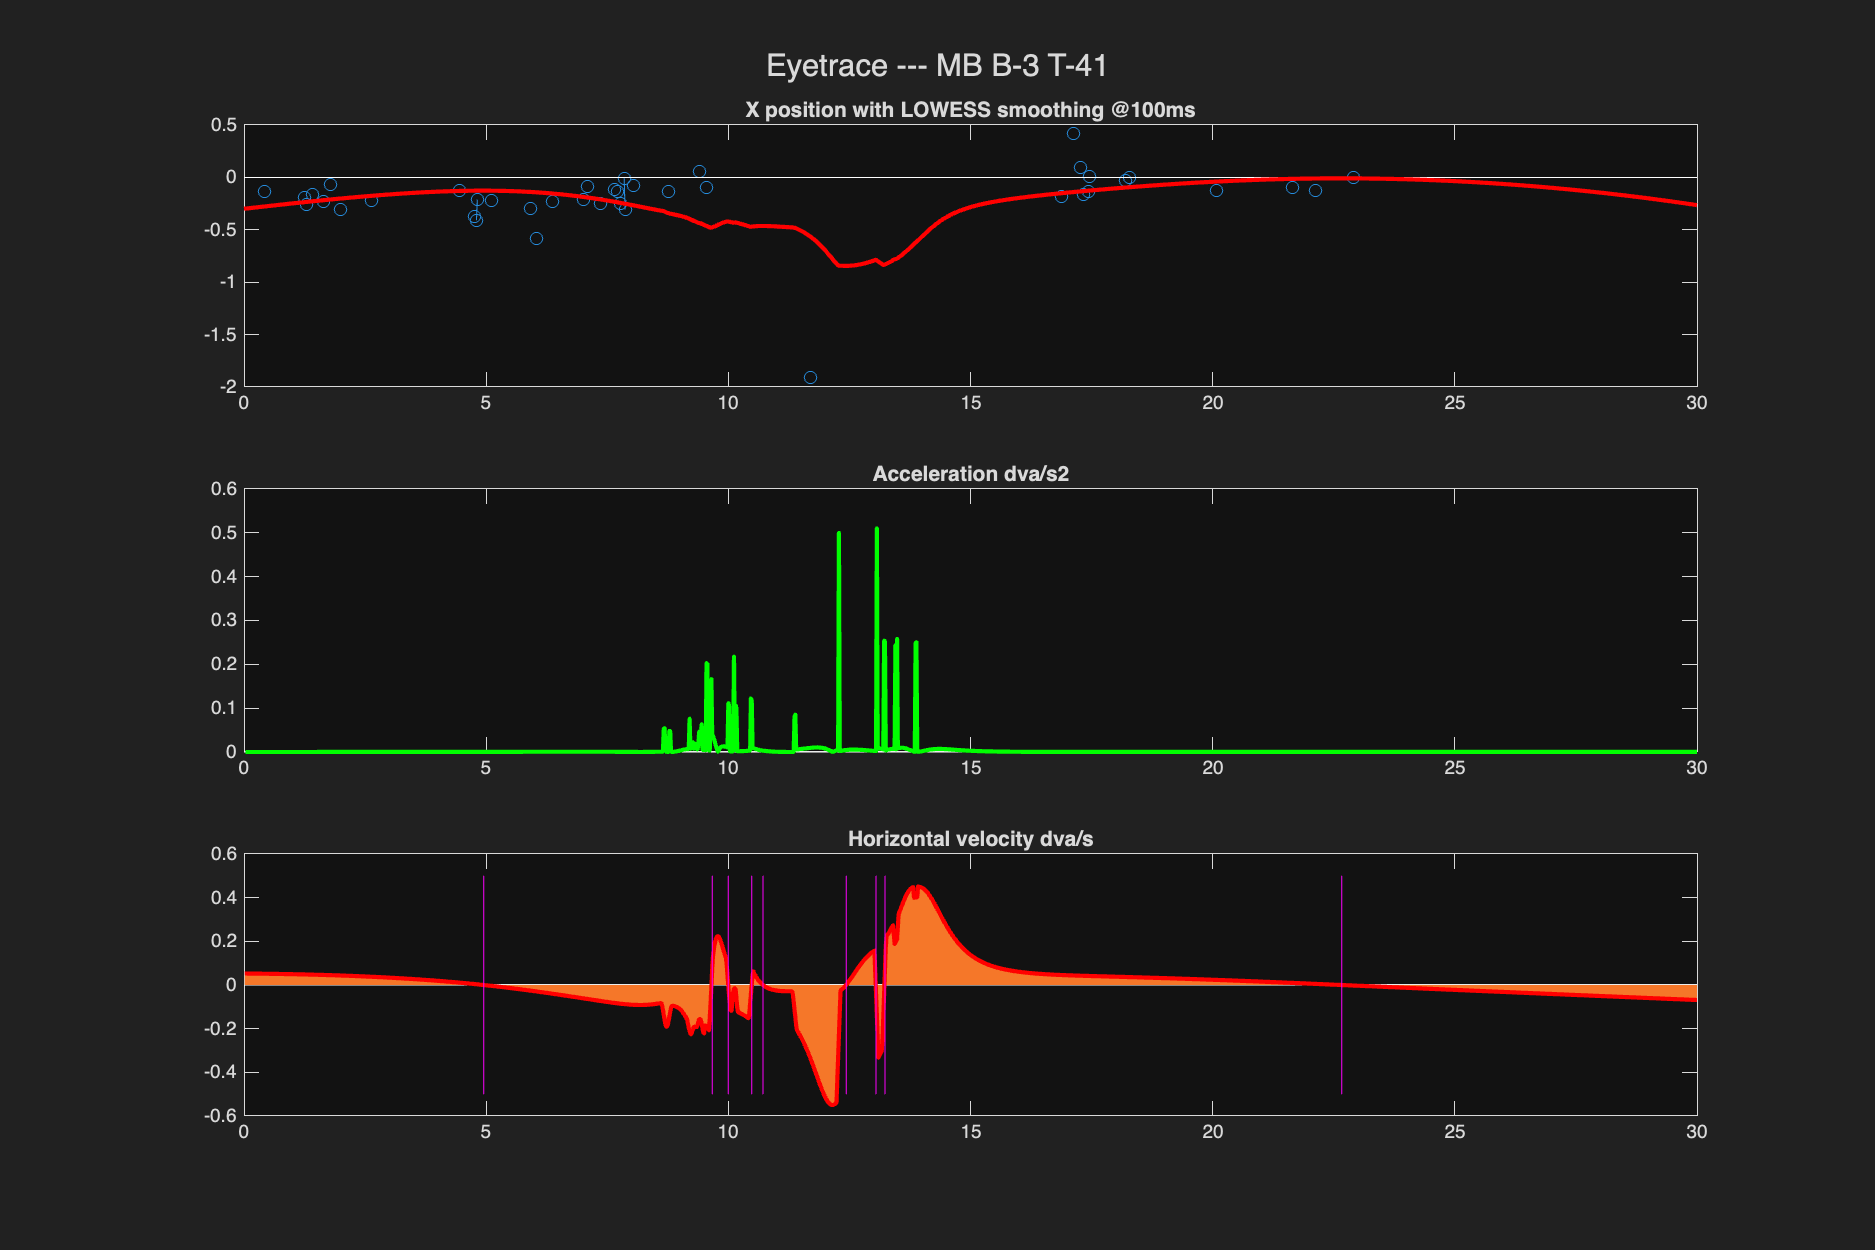 Eyetrace --- MB B-3 T-41
X position with LOWESS smoothing @100ms
0.5
0
-0.5
-1
-1.5
-2
0 5 10 15 20 25 30
Acceleration dva/s2
0.6
0.5
0.4
0.3
0.2
0.1
0
0 5 10 15 20 25 30
Horizontal velocity dva/s
0.6
0.4
0.2
0
-0.2
-0.4
-0.6
0 5 10 15 20 25 30